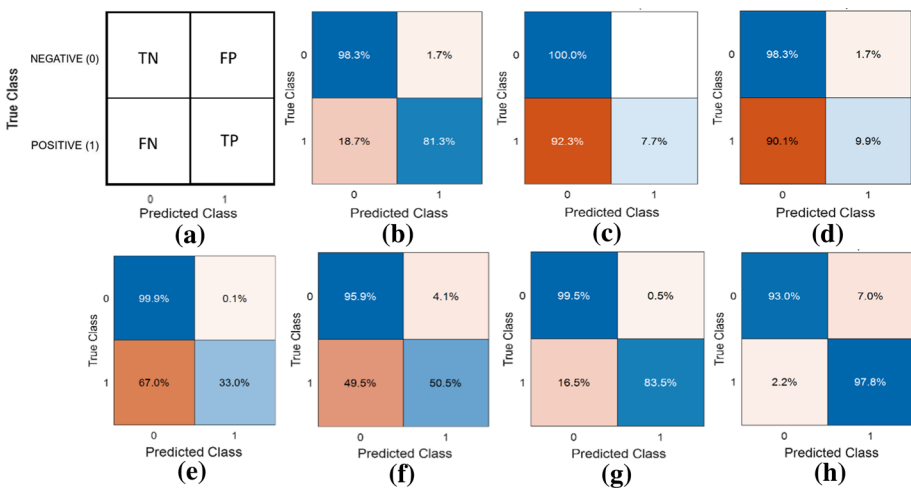 True Class
NEGATIVE (0)
TN
FP
POSITIVE (1)
FN
TP
0
1
Predicted Class
(a)
True Class
0
98.3%
1.7%
1
18.7%
81.3%
0
1
Predicted Class
(b)
True Class
0
100.0%
1
92.3%
7.7%
0
1
Predicted Class
(c)
True Class
0
98.3%
1.7%
1
90.1%
9.9%
0
1
Predicted Class
(d)
True Class
0
99.9%
0.1%
1
67.0%
33.0%
0
1
Predicted Class
(e)
True Class
0
95.9%
4.1%
1
49.5%
50.5%
0
1
Predicted Class
(f)
True Class
0
99.5%
0.5%
1
16.5%
83.5%
0
1
Predicted Class
(g)
True Class
0
93.0%
7.0%
1
2.2%
97.8%
0
1
Predicted Class
(h)